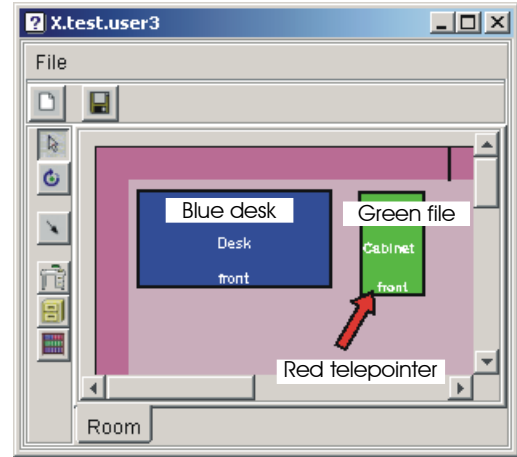 X.test.user3
File
Blue desk
Green file
Desk
Cabinet
front
front
Red telepointer
Room